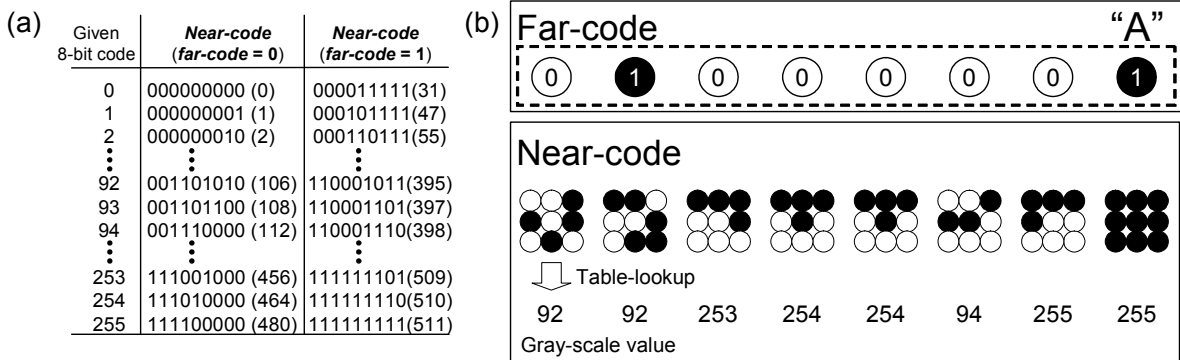 (a)
Given 8-bit code Near-code (far-code = 0) Near-code (far-code = 1)
0 000000000 (0) 000011111(31)
1 000000001 (1) 000101111(47)
2 000000010 (2) 000110111(55)
92 001101010 (106) 110001011(395)
93 001101100 (108) 110001101(397)
94 001110000 (112) 110001110(398)
253 111001000 (456) 111111101(509)
254 111010000 (464) 111111110(510)
255 111100000 (480) 111111111(511)
(b)
Far-code "A"
0 1 0 0 0 0 0 1
Near-code
Table-lookup
92 92 253 254 254 94 255 255
Gray-scale value